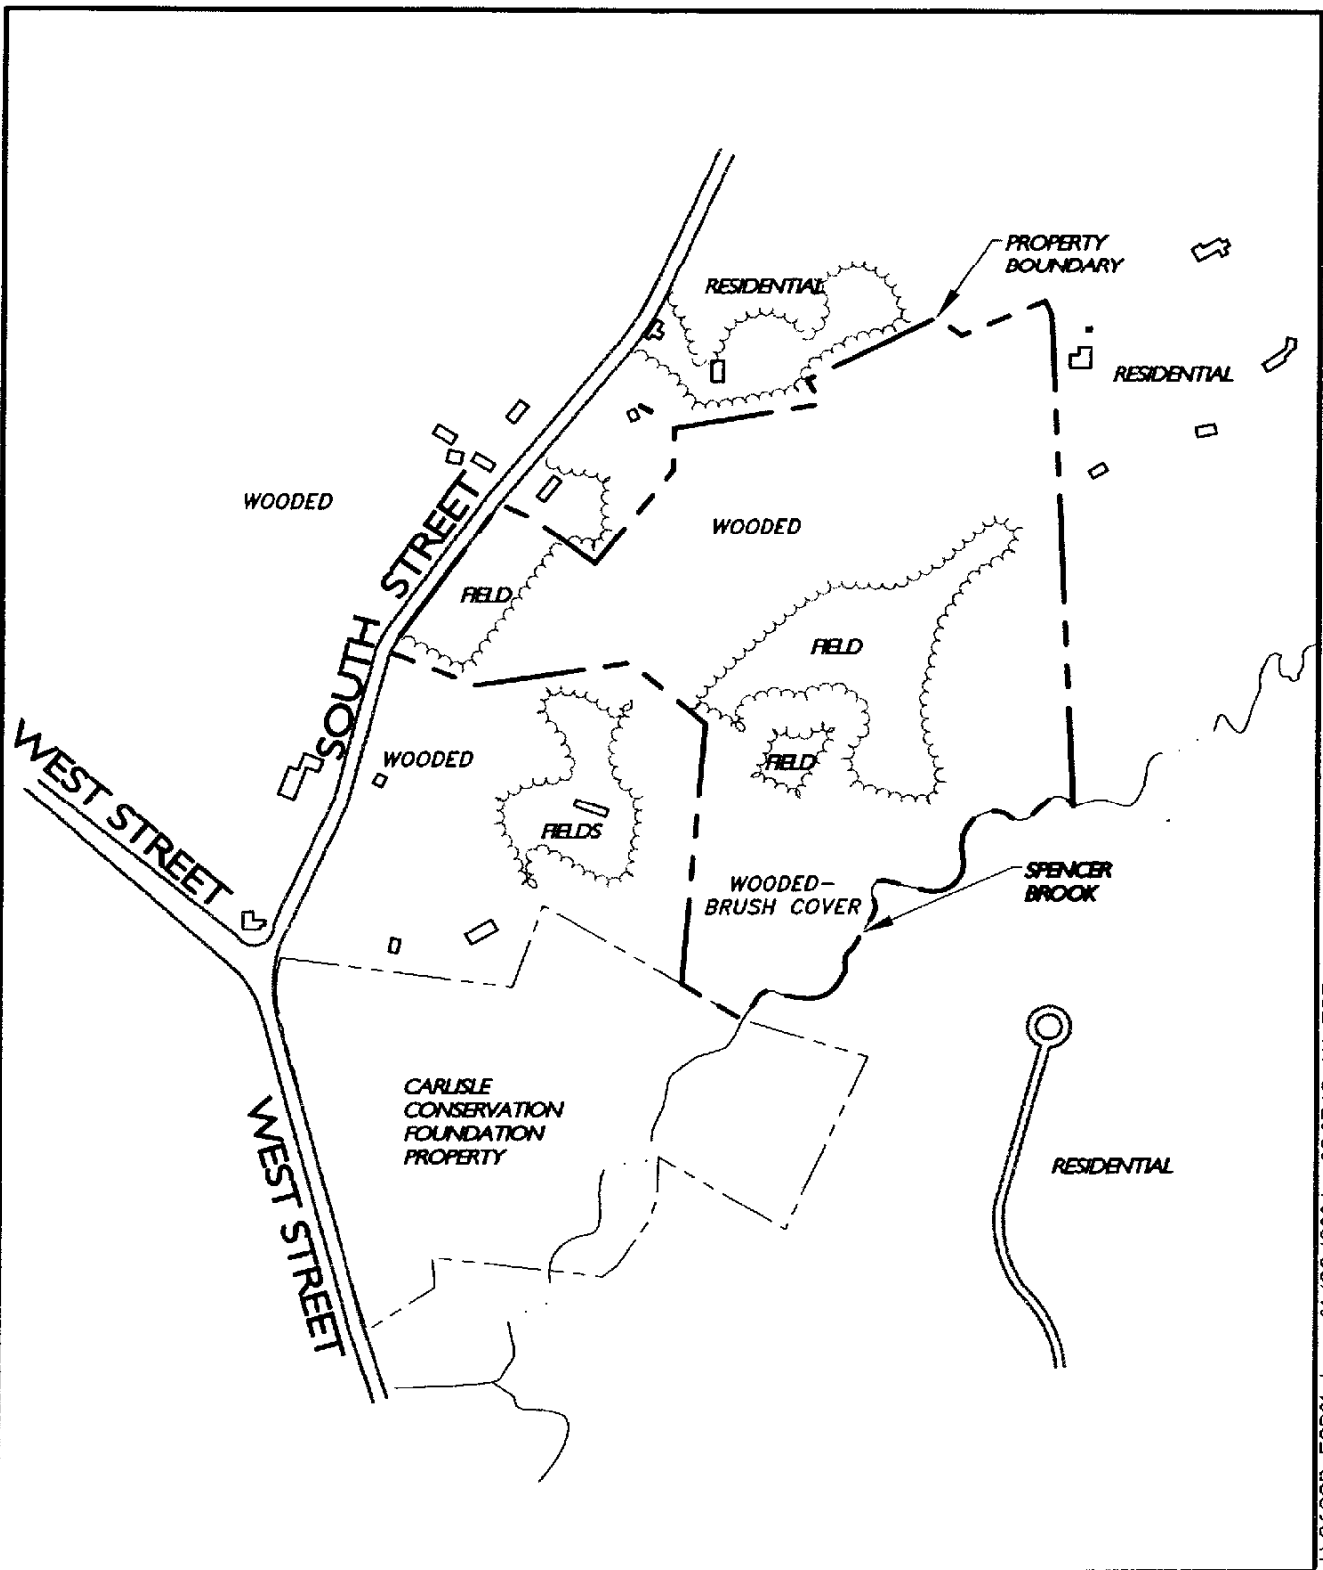 PROPERTY
BOUNDARY
RESIDENTIAL
RESIDENTIAL
WOODED
WOODED
SOUTH STREET
FIELD
FIELD
WEST STREET
WOODED
FIELD
FIELDS
WOODED-
BRUSH COVER
SPENCER
BROOK
CARLISLE
CONSERVATION
FOUNDATION
PROPERTY
WEST STREET
RESIDENTIAL